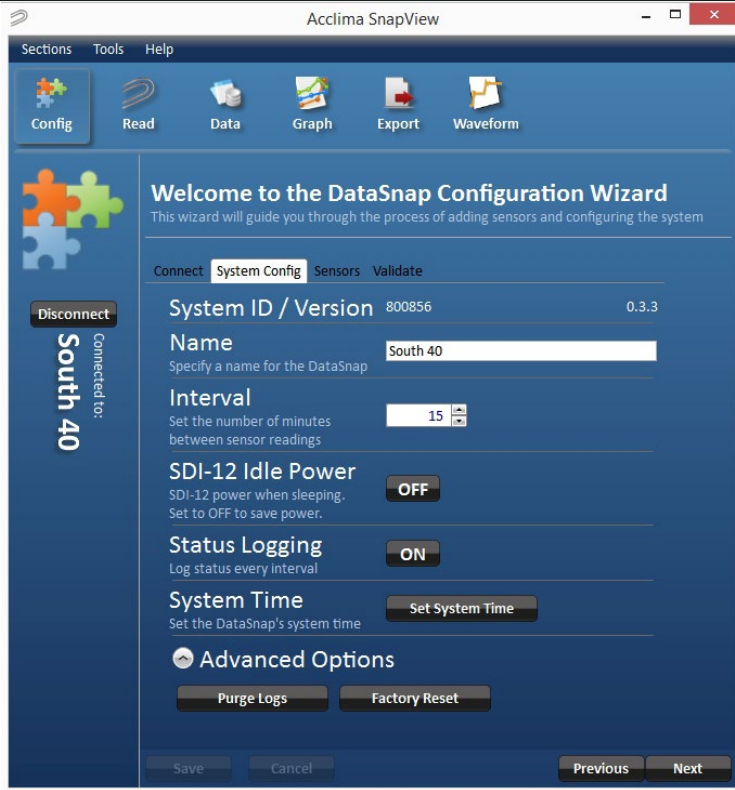 Acclima SnapView
Sections Tools Help
Config Read Data Graph Export Waveform
Welcome to the DataSnap Configuration Wizard
This wizard will guide you through the process of adding sensors and configuring the system
Connect System Config Sensors Validate
Disconnect
Connected to:
South 40
System ID / Version 800856 0.3.3
Name
Specify a name for the DataSnap
South 40
Interval
Set the number of minutes
between sensor readings
15
SDI-12 Idle Power
SDI-12 power when sleeping.
Set to OFF to save power.
OFF
Status Logging
Log status every interval
ON
System Time
Set the DataSnap's system time
Set System Time
Advanced Options
Purge Logs Factory Reset
Save Cancel Previous Next